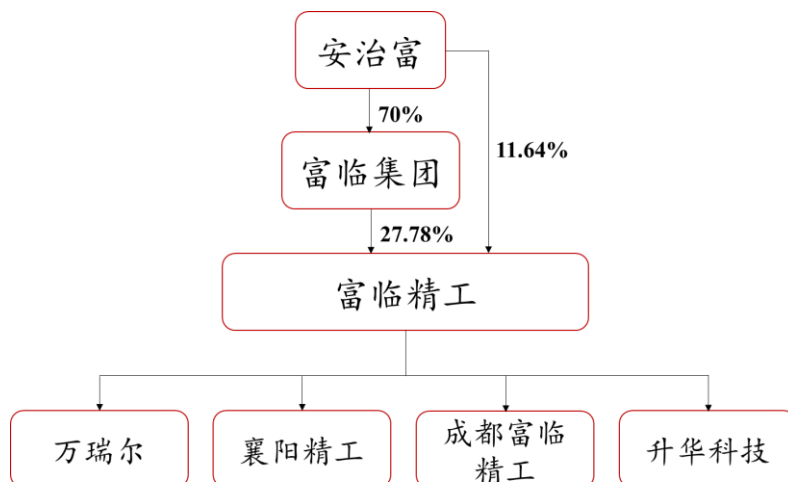 安治富
70%
11.64%
富临集团
27.78%
富临精工
万瑞尔
襄阳精工
成都富临
精工
升华科技